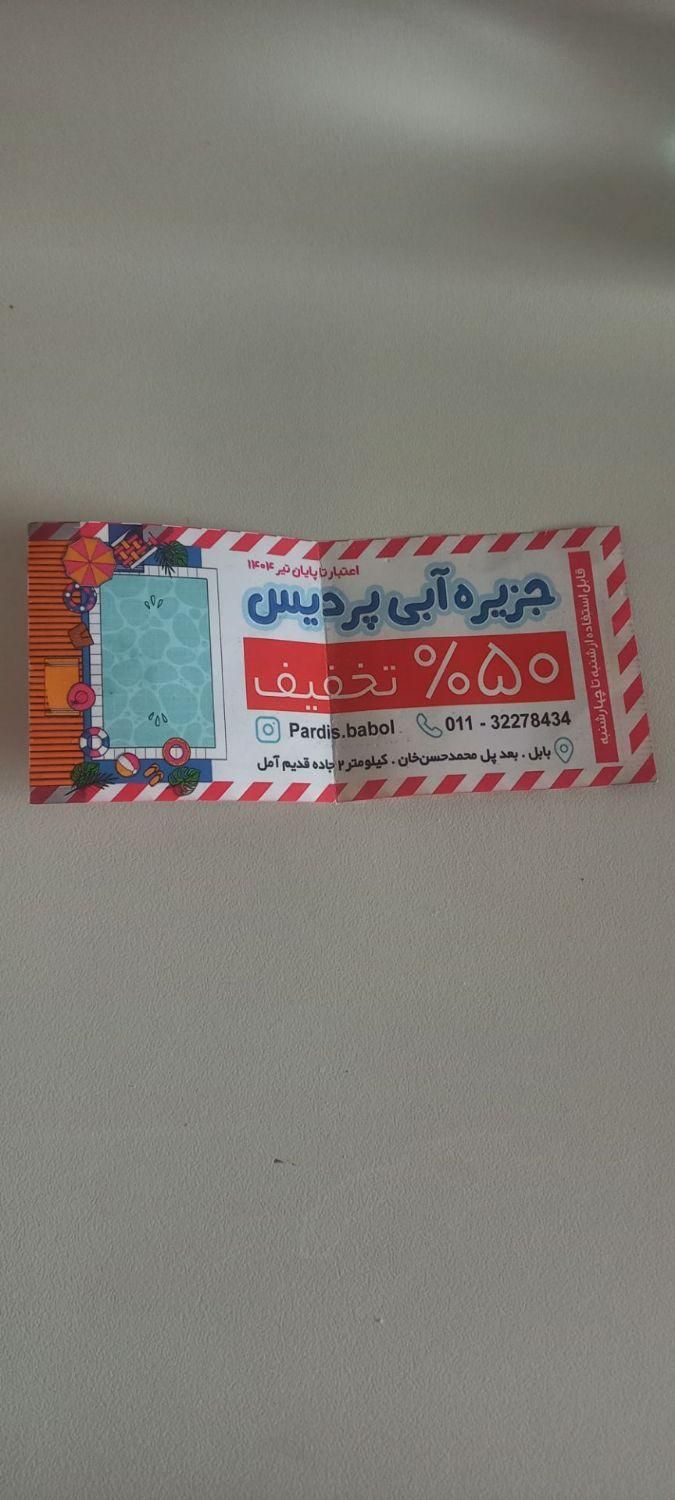 اعتبار تا پایان تیر ۱۴۰۴
جزیره آبی پردیس
%۵۰ تخفیف
011 - 32278434
Pardis.babol
بابل . بعد پل محمدحسن‌خان . کیلومتر ۲ جاده قدیم آمل
قابل استفاده از شنبه تا چهارشنبه